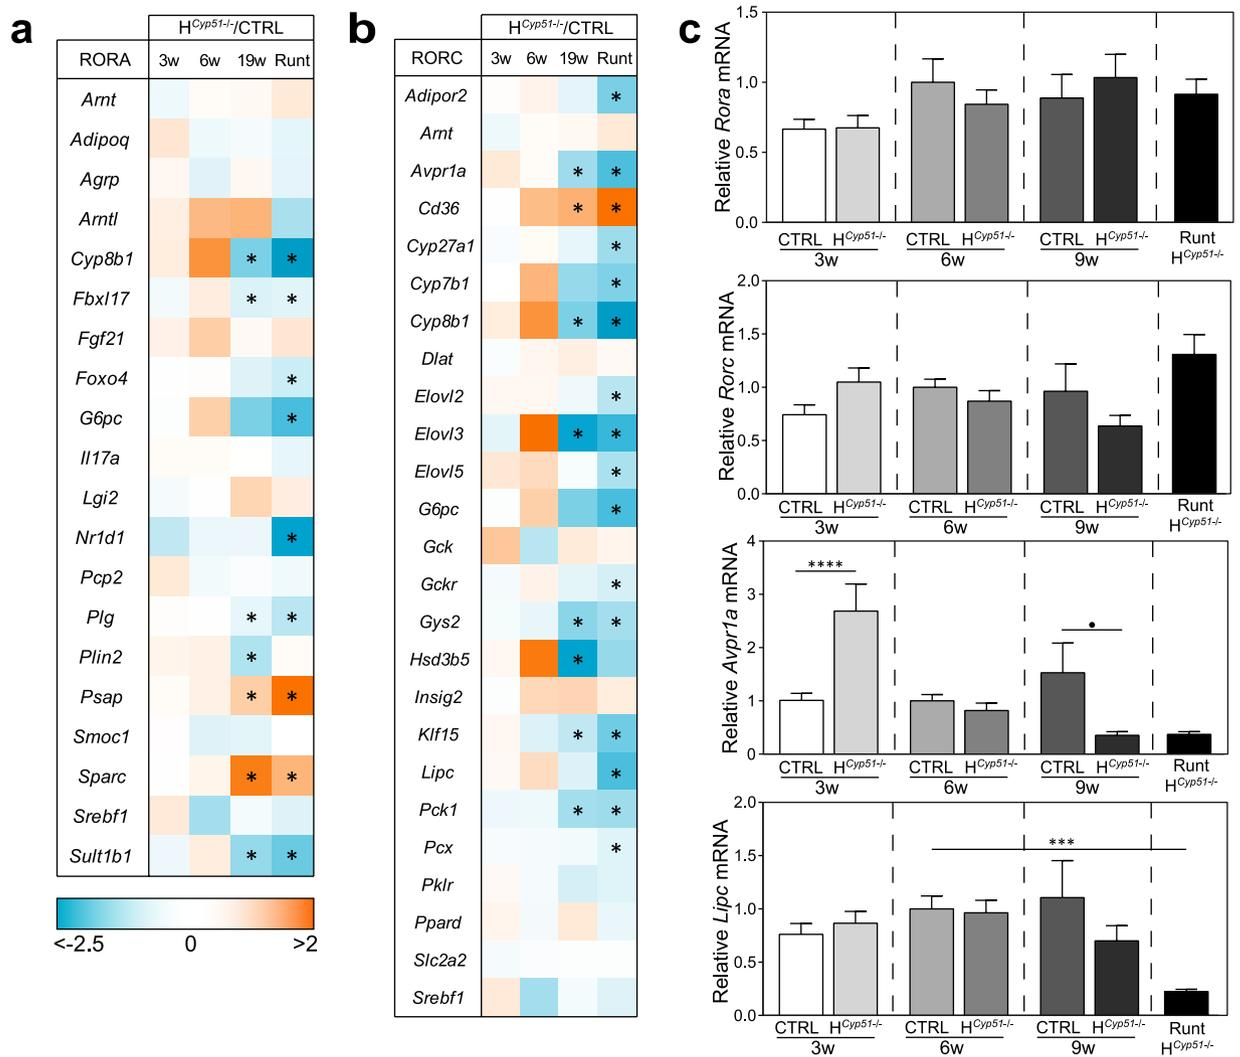 a
H^Cyp51-/-/CTRL
RORA 3w 6w 19w Runt
Arnt
Adipoq
Agrp
Arntl
Cyp8b1 * *
Fbxl17 * *
Fgf21
Foxo4 *
G6pc *
Il17a
Lgi2
Nr1d1 *
Pcp2
Plg * *
Plin2 *
Psap * *
Smoc1
Sparc * *
Srebf1
Sult1b1 * *
<-2.5 0 >2
b
H^Cyp51-/-/CTRL
RORC 3w 6w 19w Runt
Adipor2 *
Arnt
Avpr1a * *
Cd36 * *
Cyp27a1 *
Cyp7b1 *
Cyp8b1 * *
Dlat
Elovl2 *
Elovl3 * *
Elovl5 *
G6pc *
Gck
Gckr *
Gys2 * *
Hsd3b5 *
Insig2
Klf15 * *
Lipc *
Pck1 * *
Pcx *
Pklr
Ppard
Slc2a2
Srebf1
c
Relative Rora mRNA
1.5
1.0
0.5
0.0
CTRL H^Cyp51-/- CTRL H^Cyp51-/- CTRL H^Cyp51-/- Runt
3w 6w 9w H^Cyp51-/-
Relative Rorc mRNA
2.0
1.5
1.0
0.5
0.0
CTRL H^Cyp51-/- CTRL H^Cyp51-/- CTRL H^Cyp51-/- Runt
3w 6w 9w H^Cyp51-/-
Relative Avpr1a mRNA
4
3
2
1
0
****
•
CTRL H^Cyp51-/- CTRL H^Cyp51-/- CTRL H^Cyp51-/- Runt
3w 6w 9w H^Cyp51-/-
Relative Lipc mRNA
2.0
1.5
1.0
0.5
0.0
***
CTRL H^Cyp51-/- CTRL H^Cyp51-/- CTRL H^Cyp51-/- Runt
3w 6w 9w H^Cyp51-/-